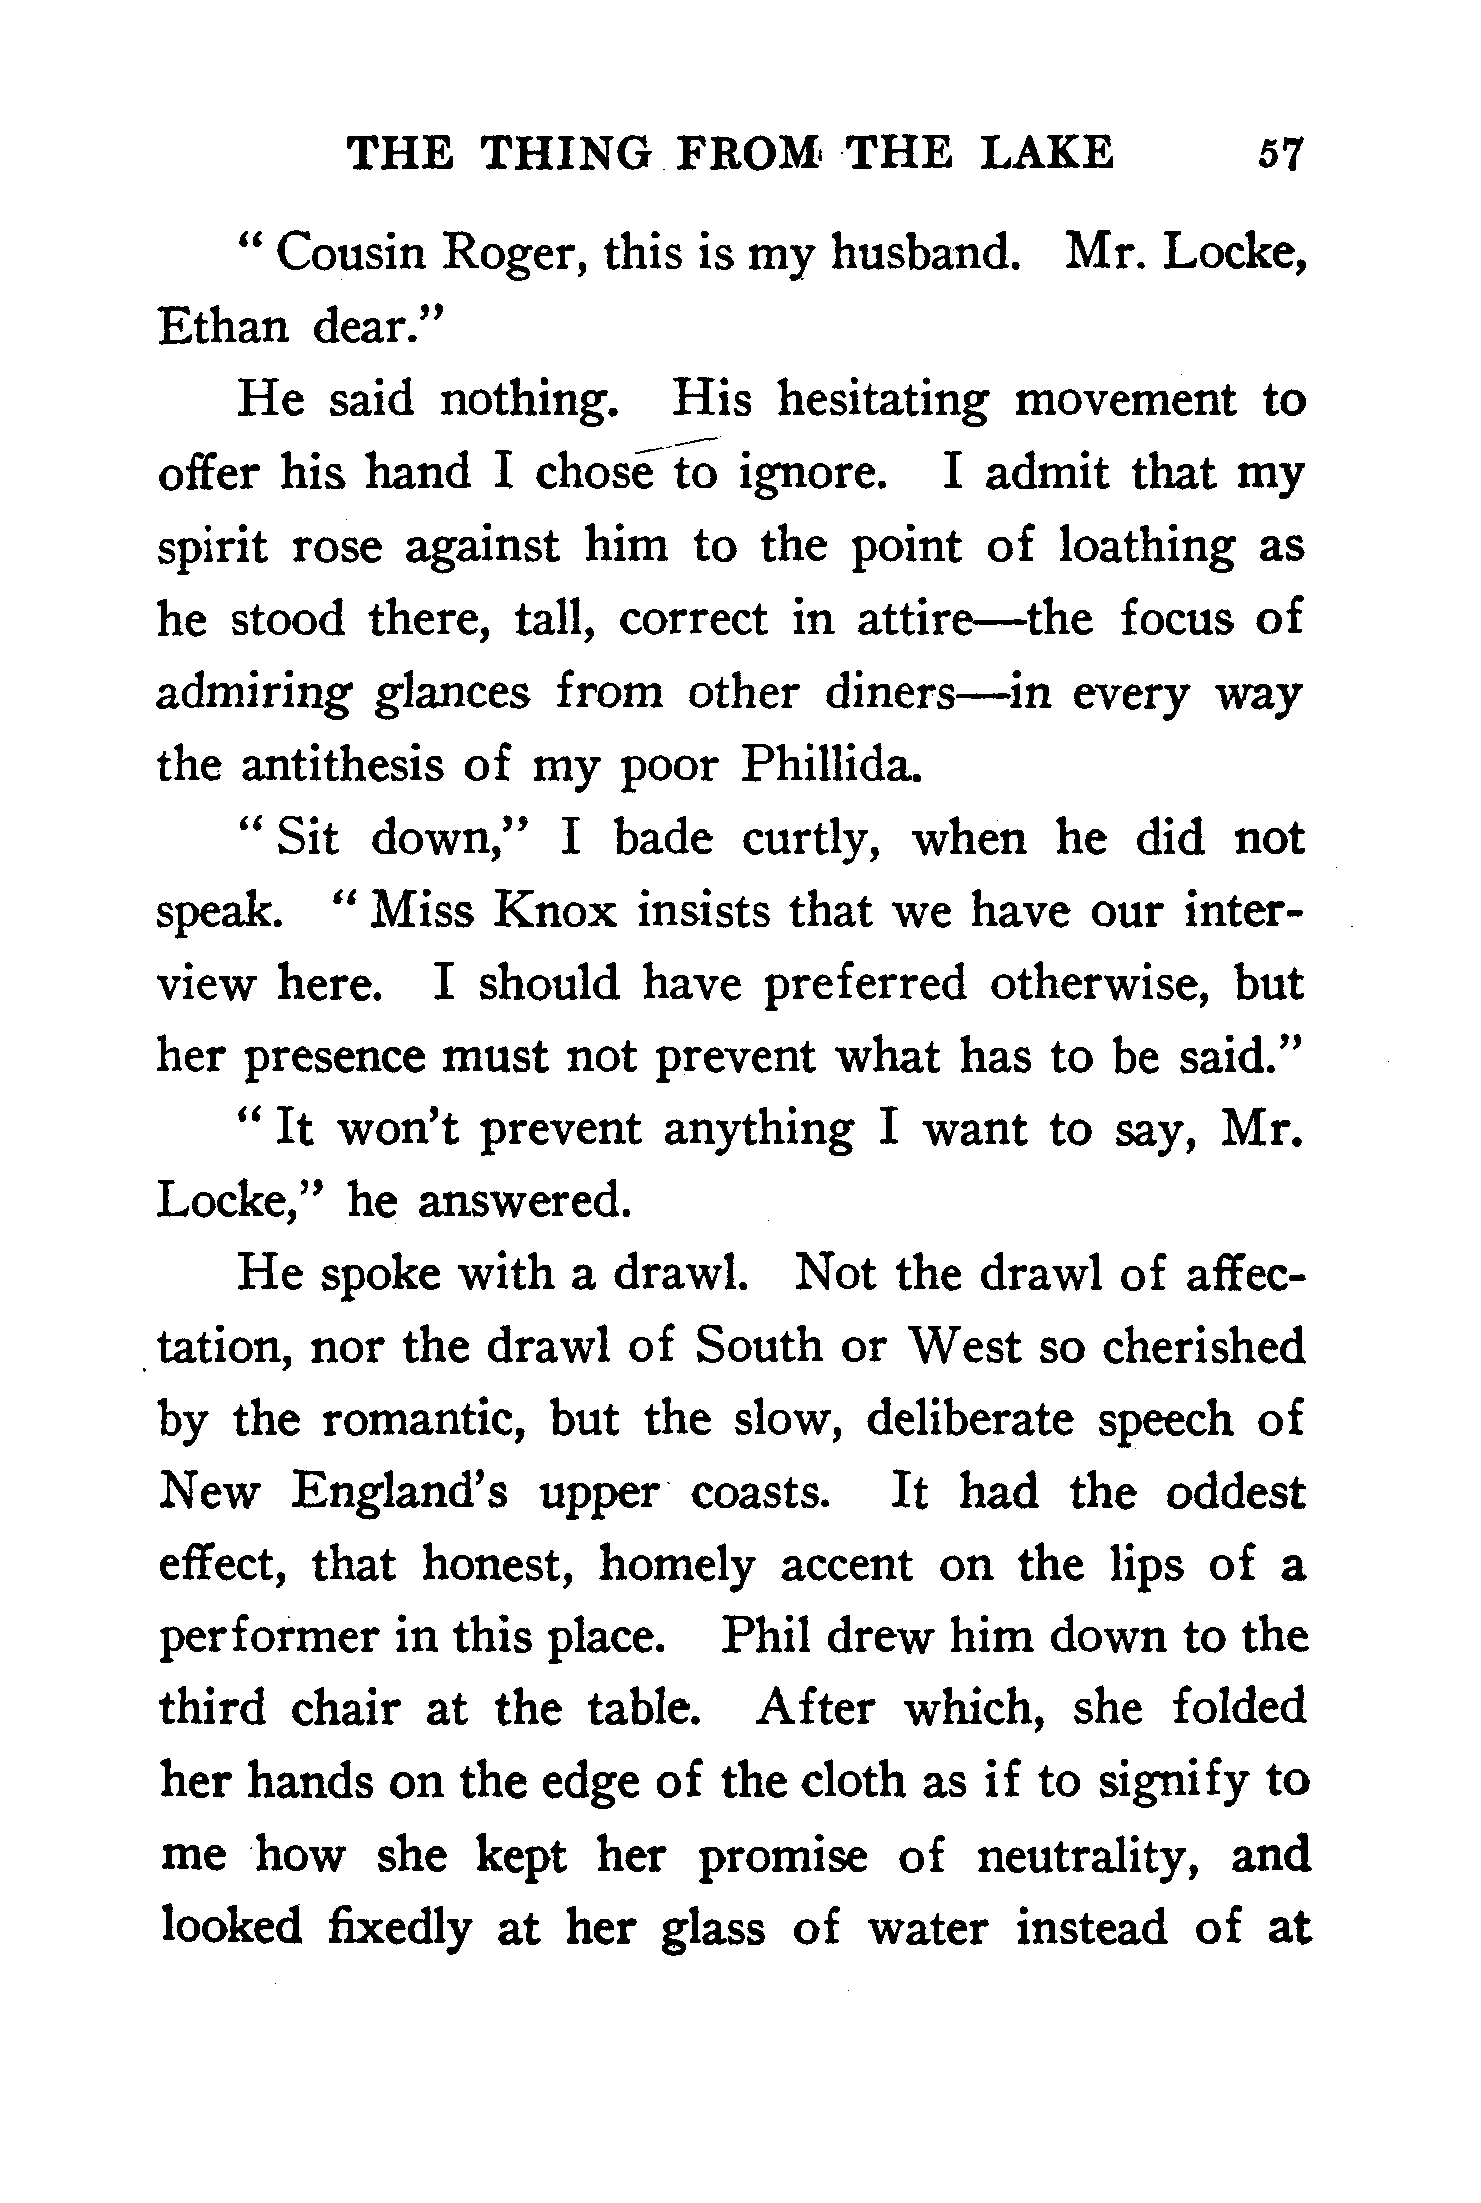 THE THING FROM THE LAKE 57
“ Cousin Roger, this is my husband. Mr. Locke,
Ethan dear.”
He said nothing. His hesitating movement to
offer his hand I chose to ignore. I admit that my
spirit rose against him to the point of loathing as
he stood there, tall, correct in attire—the focus of
admiring glances from other diners—in every way
the antithesis of my poor Phillida.
“ Sit down,” I bade curtly, when he did not
speak. “ Miss Knox insists that we have our inter-
view here. I should have preferred otherwise, but
her presence must not prevent what has to be said.”
“ It won’t prevent anything I want to say, Mr.
Locke,” he answered.
He spoke with a drawl. Not the drawl of affec-
tation, nor the drawl of South or West so cherished
by the romantic, but the slow, deliberate speech of
New England’s upper coasts. It had the oddest
effect, that honest, homely accent on the lips of a
performer in this place. Phil drew him down to the
third chair at the table. After which, she folded
her hands on the edge of the cloth as if to signify to
me how she kept her promise of neutrality, and
looked fixedly at her glass of water instead of at